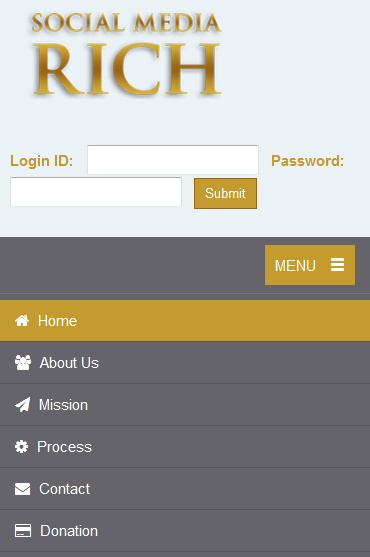 SOCIAL MEDIA
RICH
Login ID: Password:
Submit
MENU
Home
About Us
Mission
Process
Contact
Donation